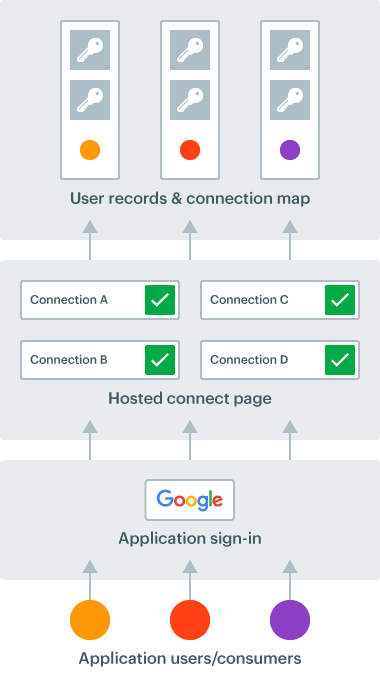 User records & connection map
Connection A
Connection C
Connection B
Connection D
Hosted connect page
Google
Application sign-in
Application users/consumers